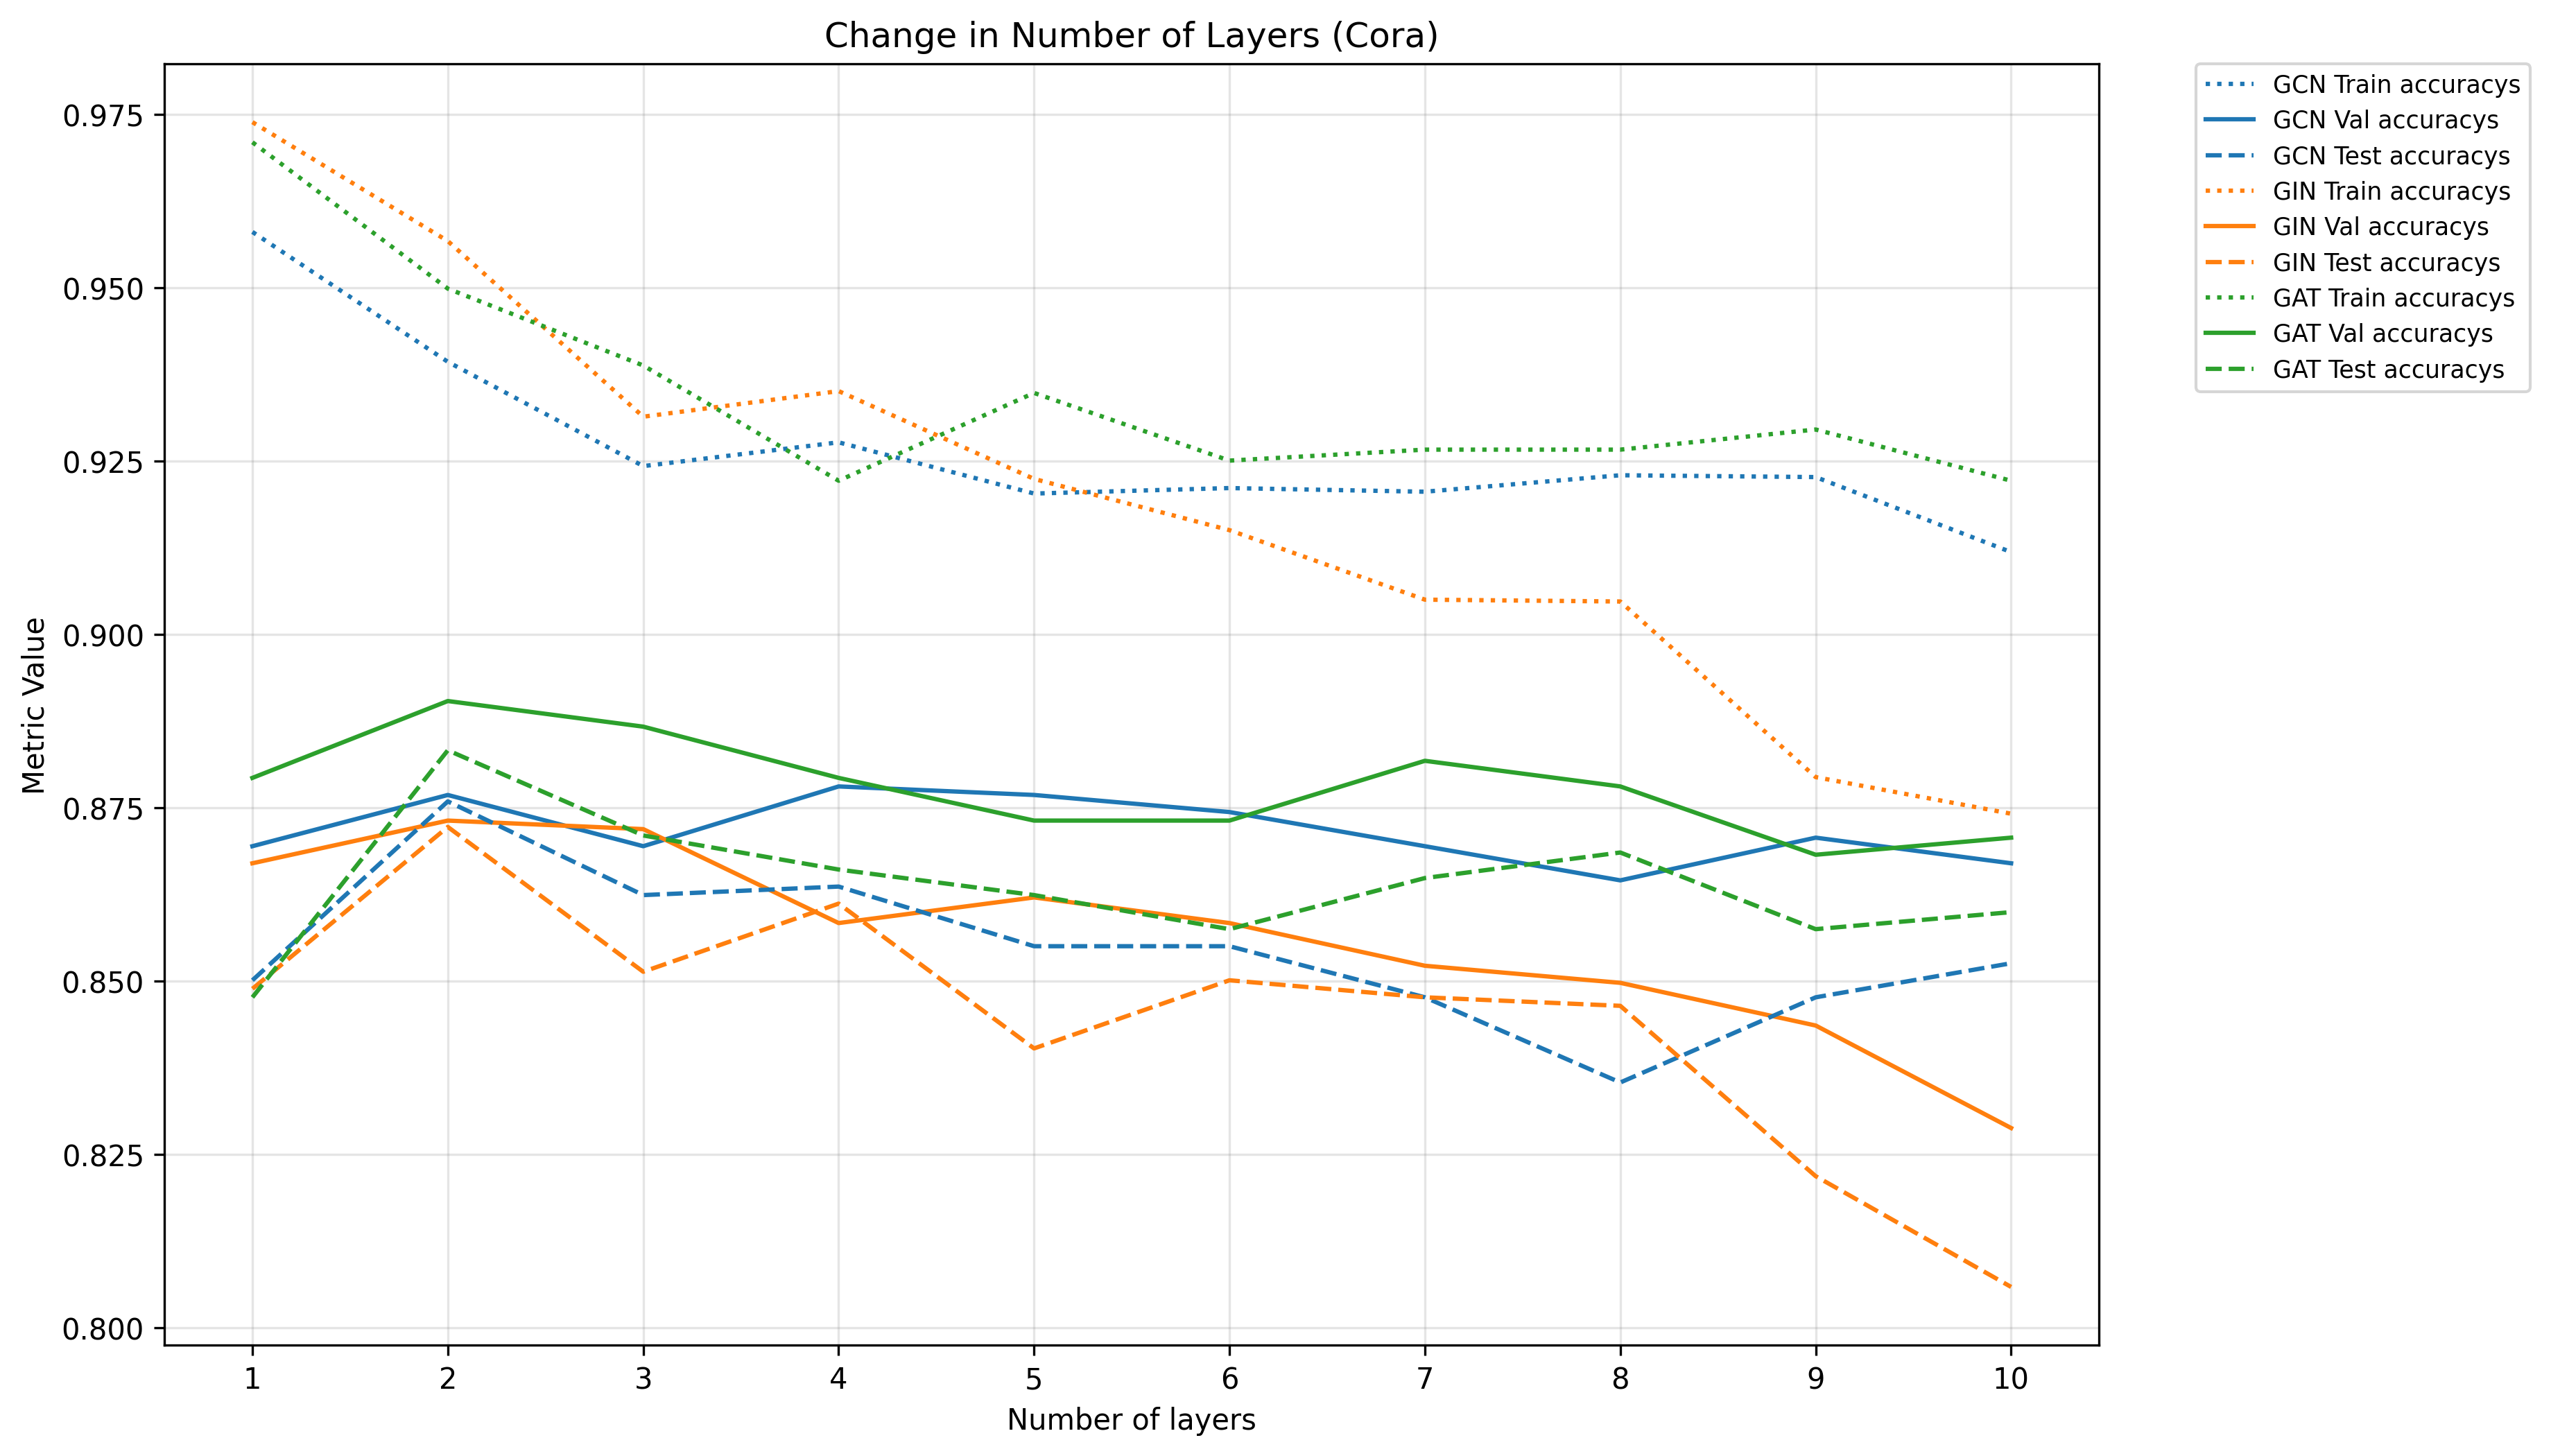 Change in Number of Layers (Cora)
Metric Value
0.975
0.950
0.925
0.900
0.875
0.850
0.825
0.800
1 2 3 4 5 6 7 8 9 10
Number of layers
GCN Train accuracys
GCN Val accuracys
GCN Test accuracys
GIN Train accuracys
GIN Val accuracys
GIN Test accuracys
GAT Train accuracys
GAT Val accuracys
GAT Test accuracys